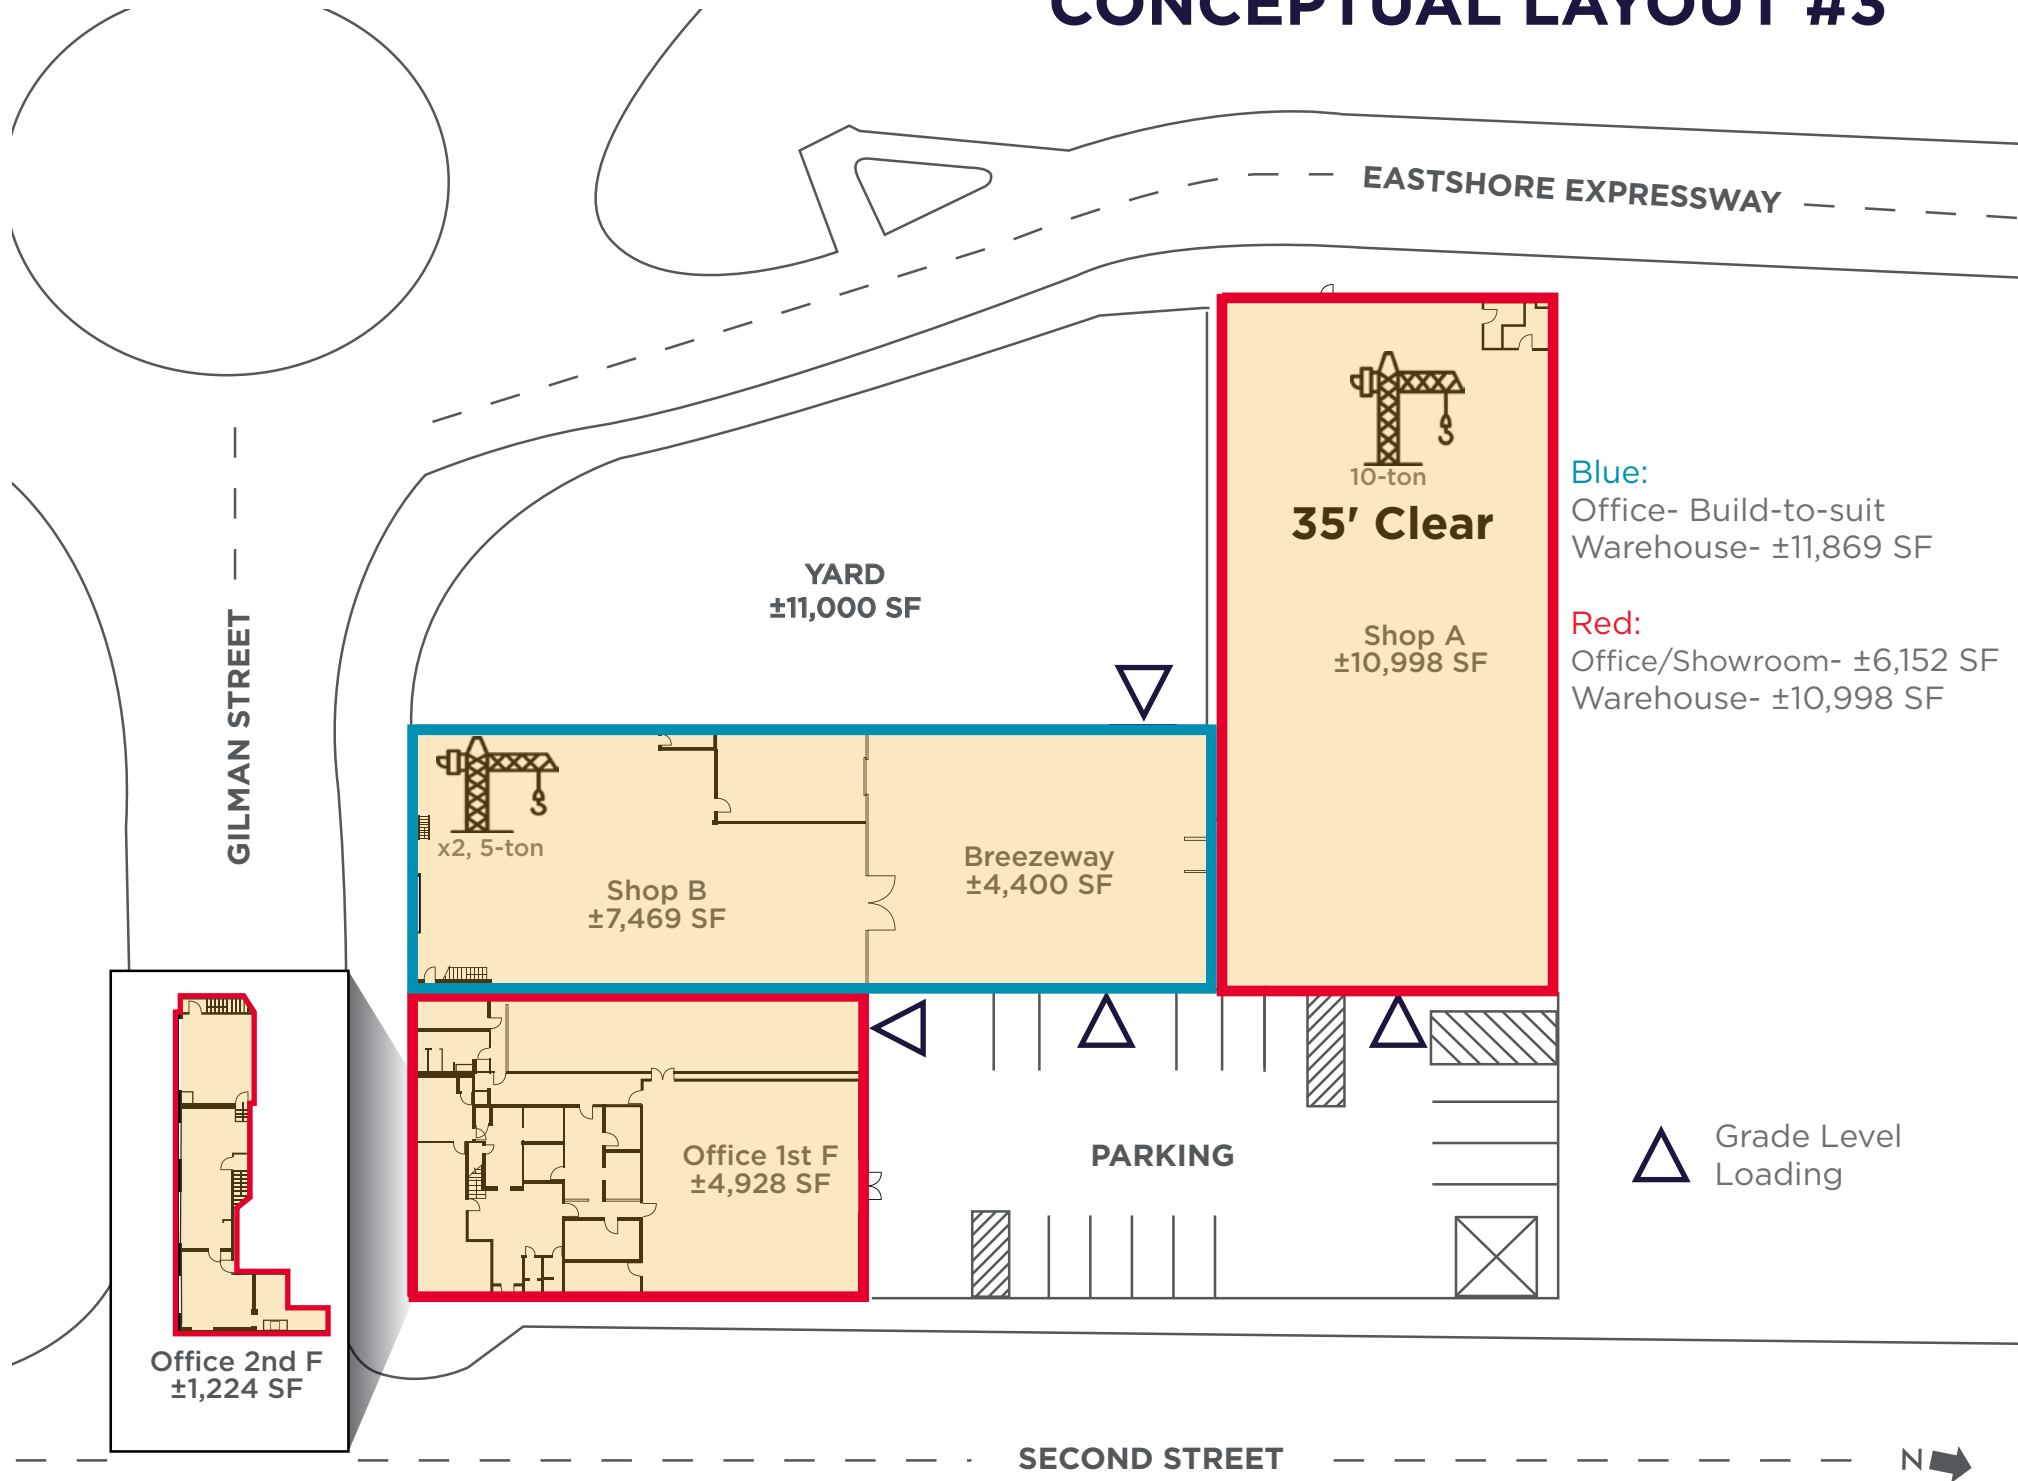 CONCEPTUAL LAYOUT #3
EASTSHORE EXPRESSWAY
10-ton
35' Clear
Shop A
±10,998 SF
Blue:
Office- Build-to-suit
Warehouse- ±11,869 SF
Red:
Office/Showroom- ±6,152 SF
Warehouse- ±10,998 SF
YARD
±11,000 SF
GILMAN STREET
x2, 5-ton
Shop B
±7,469 SF
Breezeway
±4,400 SF
Office 1st F
±4,928 SF
PARKING
Grade Level
Loading
Office 2nd F
±1,224 SF
SECOND STREET
N